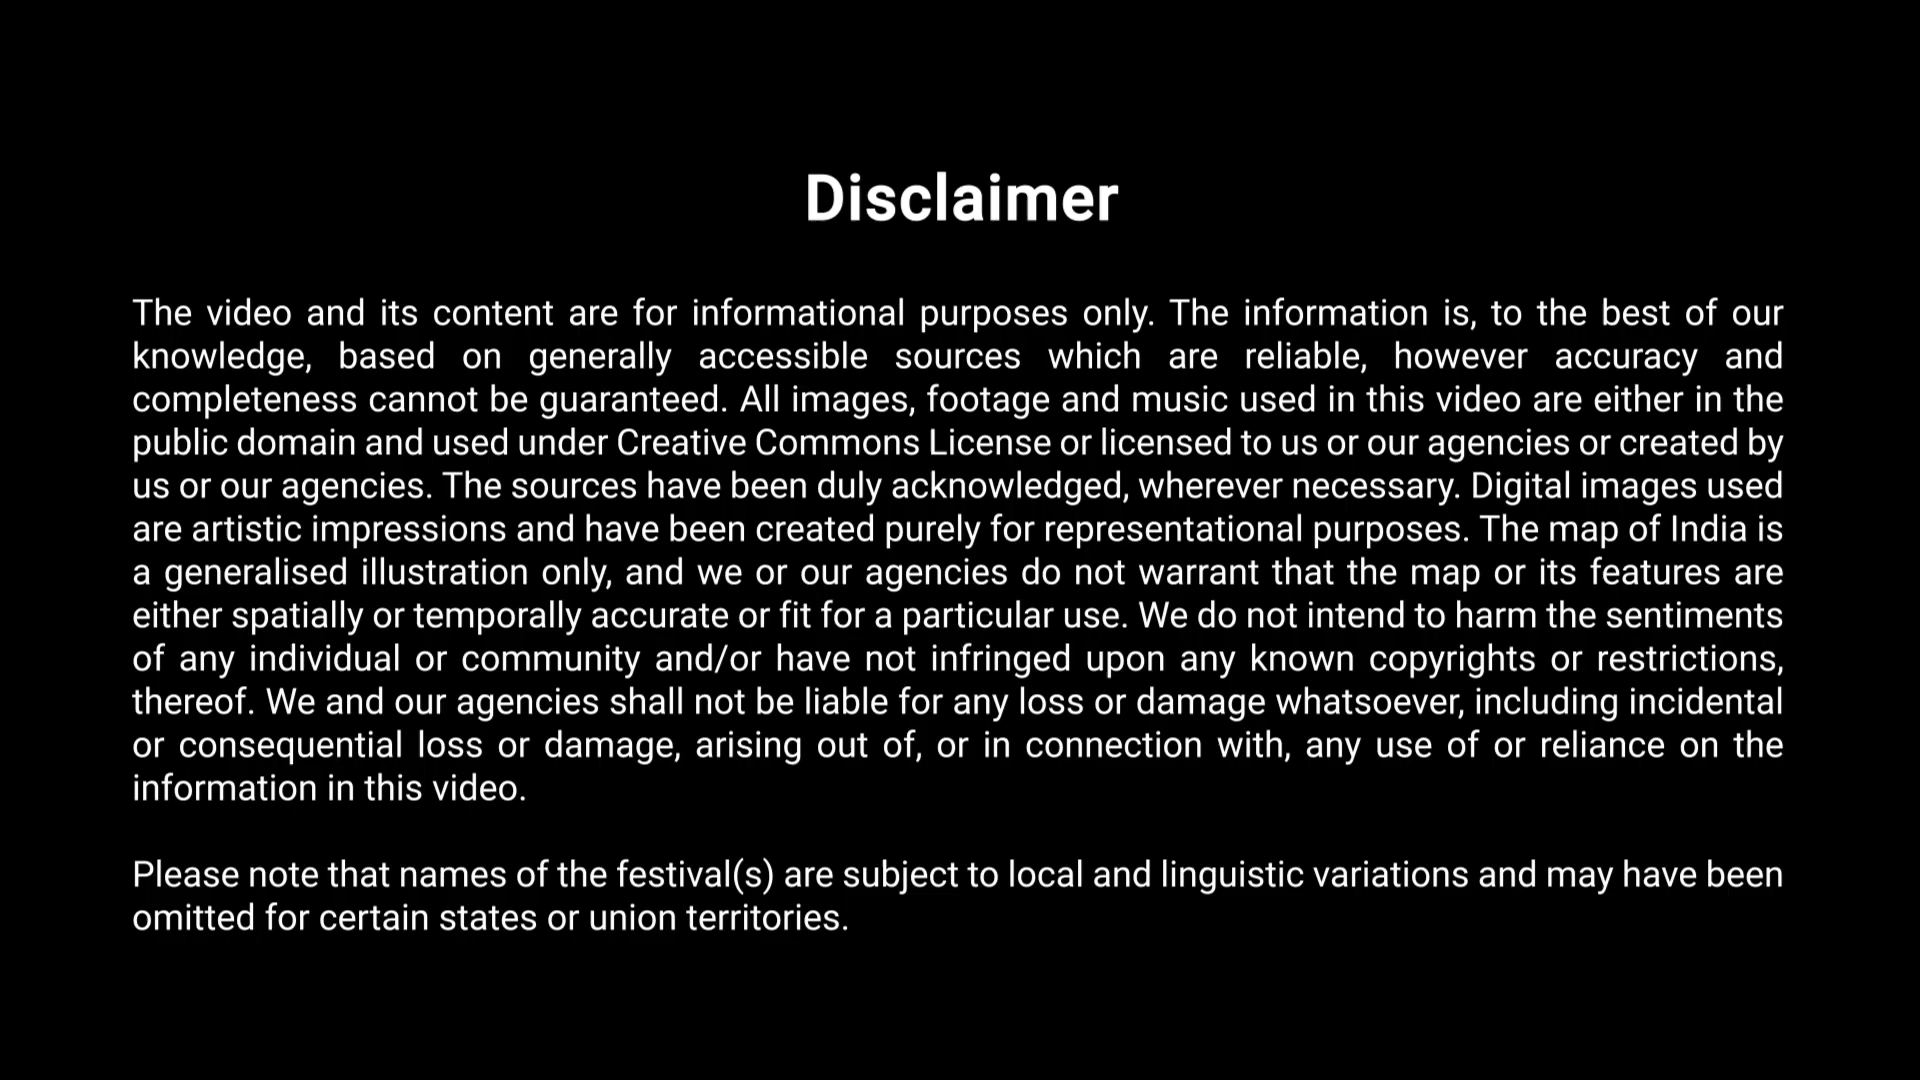 Disclaimer
The video and its content are for informational purposes only. The information is, to the best of our
knowledge, based on generally accessible sources which are reliable, however accuracy and
completeness cannot be guaranteed. All images, footage and music used in this video are either in the
public domain and used under Creative Commons License or licensed to us or our agencies or created by
us or our agencies. The sources have been duly acknowledged, wherever necessary. Digital images used
are artistic impressions and have been created purely for representational purposes. The map of India is
a generalised illustration only, and we or our agencies do not warrant that the map or its features are
either spatially or temporally accurate or fit for a particular use. We do not intend to harm the sentiments
of any individual or community and/or have not infringed upon any known copyrights or restrictions,
thereof. We and our agencies shall not be liable for any loss or damage whatsoever, including incidental
or consequential loss or damage, arising out of, or in connection with, any use of or reliance on the
information in this video.
Please note that names of the festival(s) are subject to local and linguistic variations and may have been
omitted for certain states or union territories.